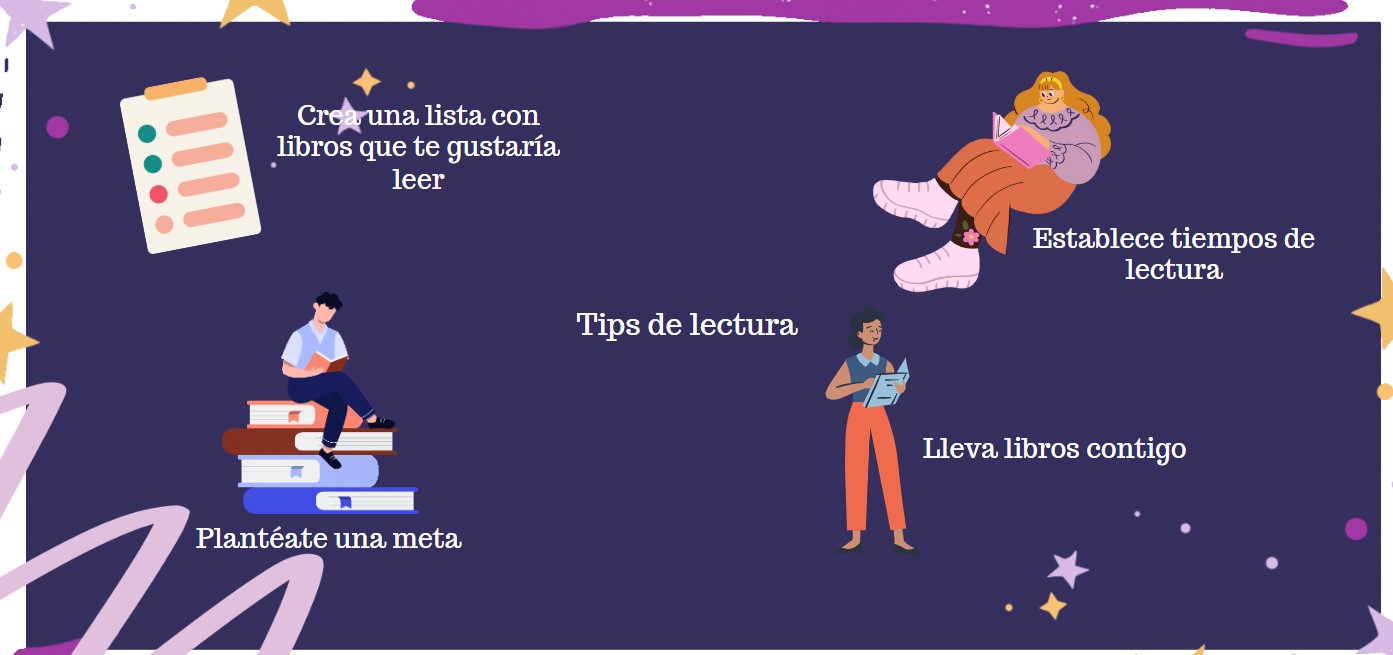 Crea una lista con
libros que te gustaría
leer
Establece tiempos de
lectura
Tips de lectura
Lleva libros contigo
Plantéate una meta